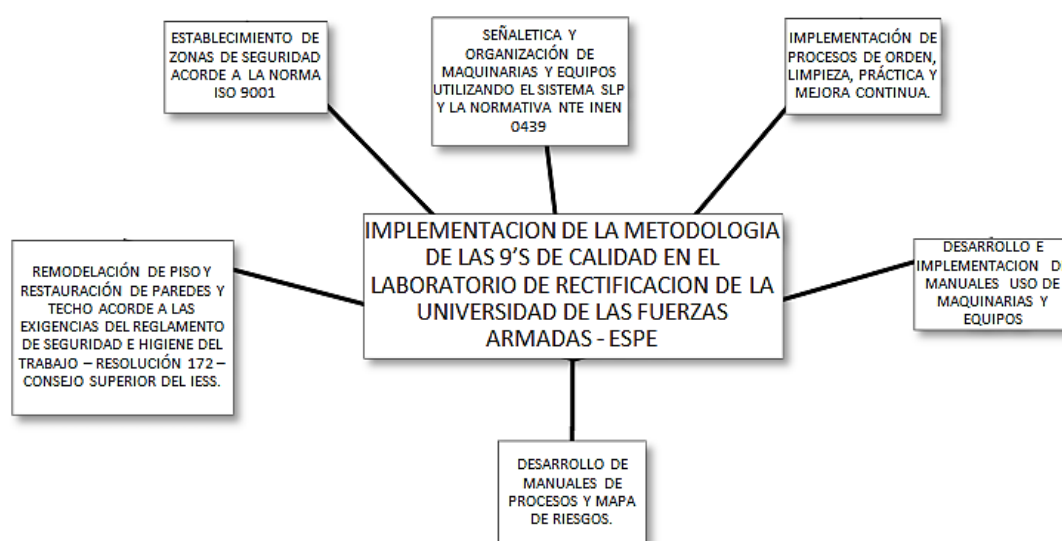 ESTABLECIMIENTO DE
ZONAS DE SEGURIDAD
ACORDE A LA NORMA
ISO 9001
SEÑALETICA Y
ORGANIZACIÓN DE
MAQUINARIAS Y EQUIPOS
UTILIZANDO EL SISTEMA SLP
Y LA NORMATIVA NTE INEN
0439
IMPLEMENTACIÓN DE
PROCESOS DE ORDEN,
LIMPIEZA, PRÁCTICA Y
MEJORA CONTINUA.
IMPLEMENTACION DE LA METODOLOGIA
DE LAS 9’S DE CALIDAD EN EL
LABORATORIO DE RECTIFICACION DE LA
UNIVERSIDAD DE LAS FUERZAS
ARMADAS - ESPE
REMODELACIÓN DE PISO Y
RESTAURACIÓN DE PAREDES Y
TECHO ACORDE A LAS
EXIGENCIAS DEL REGLAMENTO
DE SEGURIDAD E HIGIENE DEL
TRABAJO – RESOLUCIÓN 172 –
CONSEJO SUPERIOR DEL IESS.
DESARROLLO E
IMPLEMENTACION D
MANUALES USO DE
MAQUINARIAS Y
EQUIPOS
DESARROLLO DE
MANUALES DE
PROCESOS Y MAPA
DE RIESGOS.